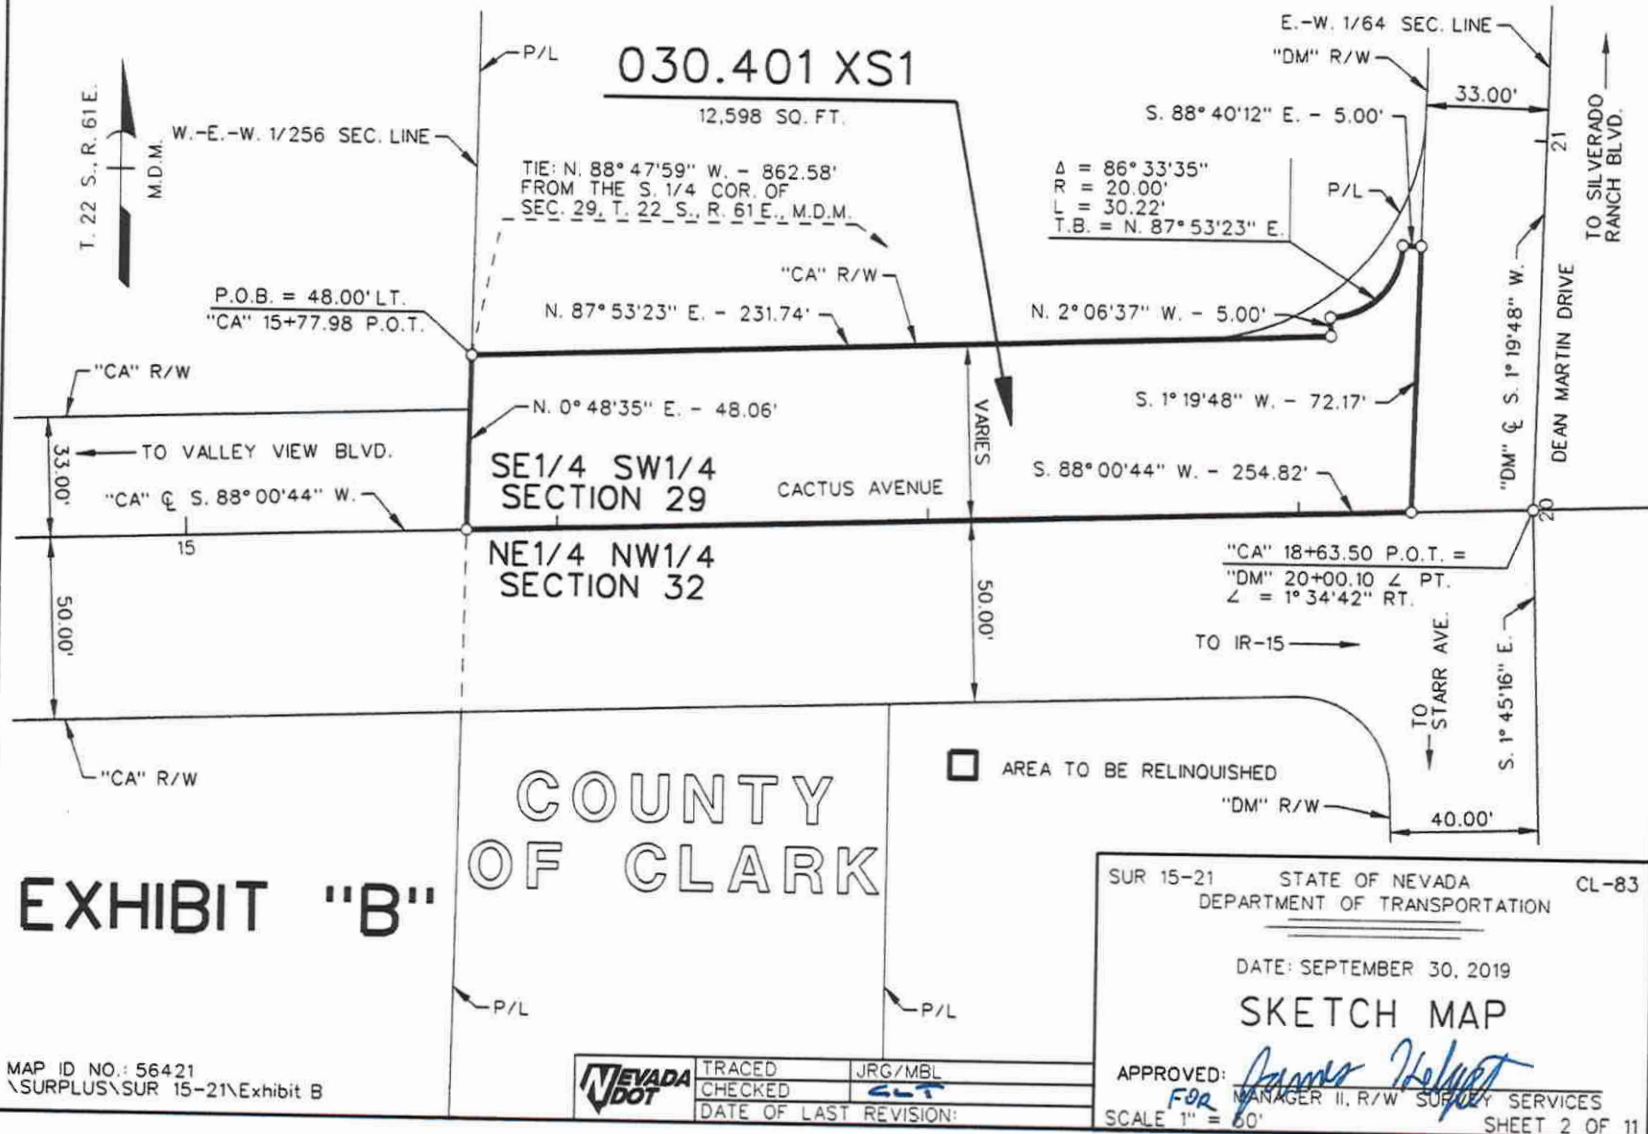 E.-W. 1/64 SEC. LINE
"DM" R/W
P/L
030.401 XS1
12,598 SQ. FT.
33.00'
S. 88°40'12" E. - 5.00'
21
TO SILVERADO
RANCH BLVD.
T. 22 S., R. 61 E.
M.D.M.
W.-E.-W. 1/256 SEC. LINE
TIE: N. 88°47'59" W. - 862.58'
FROM THE S. 1/4 COR. OF
SEC. 29, T. 22 S., R. 61 E., M.D.M.
Δ = 86°33'35"
R = 20.00'
L = 30.22'
T.B. = N. 87°53'23" E.
P/L
"CA" R/W
P.O.B. = 48.00' LT.
"CA" 15+77.98 P.O.T.
N. 87°53'23" E. - 231.74'
N. 2°06'37" W. - 5.00'
"DM" ℄ S. 1°19'48" W.
DEAN MARTIN DRIVE
"CA" R/W
N. 0°48'35" E. - 48.06'
VARIES
S. 1°19'48" W. - 72.17'
33.00'
TO VALLEY VIEW BLVD.
SE1/4 SW1/4
SECTION 29
CACTUS AVENUE
S. 88°00'44" W. - 254.82'
"CA" ℄ S. 88°00'44" W.
15
20
NE1/4 NW1/4
SECTION 32
"CA" 18+63.50 P.O.T. =
"DM" 20+00.10 ∠ PT.
∠ = 1°34'42" RT.
50.00'
50.00'
TO IR-15
TO
STARR AVE.
S. 1°45'16" E.
"CA" R/W
AREA TO BE RELINQUISHED
"DM" R/W
40.00'
COUNTY
OF CLARK
EXHIBIT "B"
P/L
P/L
SUR 15-21
STATE OF NEVADA
CL-83
DEPARTMENT OF TRANSPORTATION
DATE: SEPTEMBER 30, 2019
SKETCH MAP
APPROVED:
FOR
MANAGER II, R/W SURVEY SERVICES
SCALE 1" = 60'
SHEET 2 OF 11
MAP ID NO.: 56421
\SURPLUS\SUR 15-21\Exhibit B
NEVADA
DOT
TRACED JRG/MBL
CHECKED CLT
DATE OF LAST REVISION: